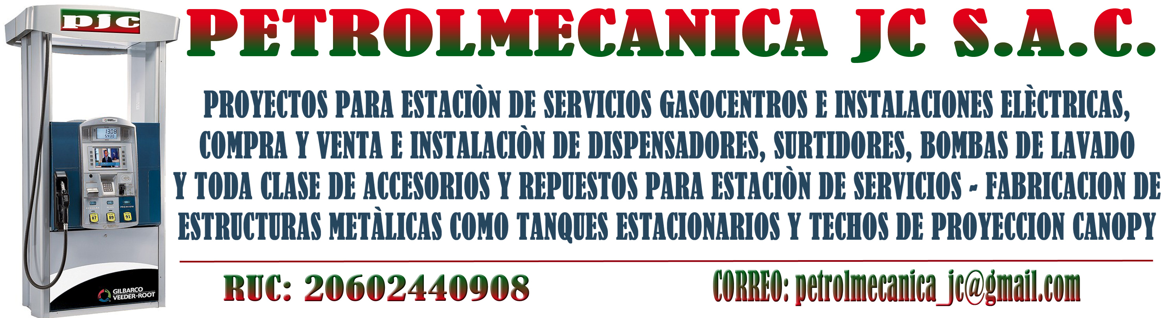 PJC
PETROLMECANICA JC S.A.C.
PROYECTOS PARA ESTACIÒN DE SERVICIOS GASOCENTROS E INSTALACIONES ELÈCTRICAS,
COMPRA Y VENTA E INSTALACIÒN DE DISPENSADORES, SURTIDORES, BOMBAS DE LAVADO
Y TODA CLASE DE ACCESORIOS Y REPUESTOS PARA ESTACIÒN DE SERVICIOS - FABRICACION DE
ESTRUCTURAS METÀLICAS COMO TANQUES ESTACIONARIOS Y TECHOS DE PROYECCION CANOPY
GILBARCO
VEEDER-ROOT
RUC: 20602440908
CORREO: petrolmecanica_jc@gmail.com